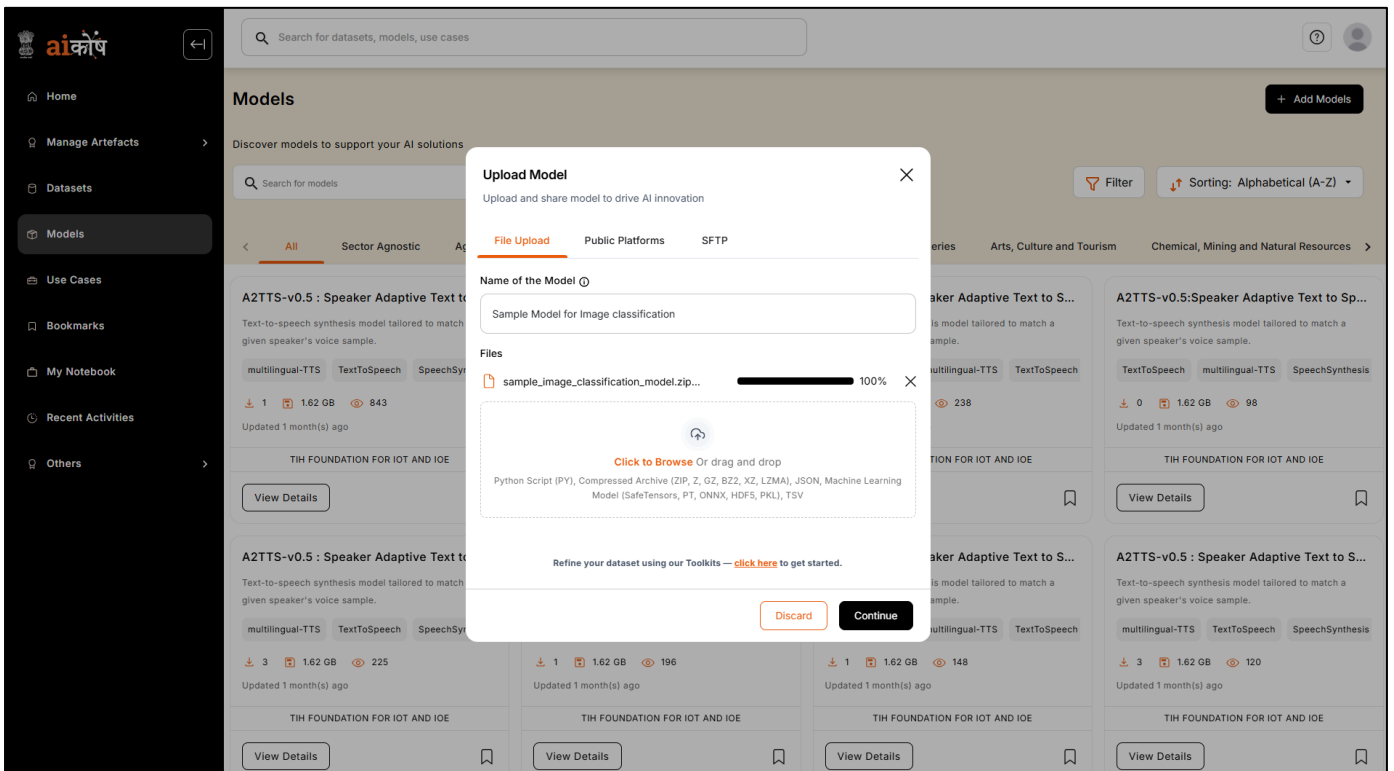 aiकोष
Search for datasets, models, use cases
Home
Manage Artefacts
Datasets
Models
Use Cases
Bookmarks
My Notebook
Recent Activities
Others
Models
+ Add Models
Discover models to support your AI solutions
Search for models
Filter
Sorting: Alphabetical (A-Z)
All
Sector Agnostic
Ag
eries
Arts, Culture and Tourism
Chemical, Mining and Natural Resources
Upload Model
Upload and share model to drive AI innovation
File Upload
Public Platforms
SFTP
Name of the Model
Sample Model for Image classification
Files
sample_image_classification_model.zip...
100%
Click to Browse Or drag and drop
Python Script (PY), Compressed Archive (ZIP, Z, GZ, BZ2, XZ, LZMA), JSON, Machine Learning
Model (SafeTensors, PT, ONNX, HDF5, PKL), TSV
Refine your dataset using our Toolkits — click here to get started.
Discard
Continue
A2TTS-v0.5 : Speaker Adaptive Text to
Text-to-speech synthesis model tailored to match
given speaker's voice sample.
multilingual-TTS TextToSpeech SpeechSyn
1 1.62 GB 843
Updated 1 month(s) ago
TIH FOUNDATION FOR IOT AND IOE
View Details
aker Adaptive Text to S...
is model tailored to match a
ample.
multilingual-TTS TextToSpeech
238
TION FOR IOT AND IOE
A2TTS-v0.5:Speaker Adaptive Text to Sp...
Text-to-speech synthesis model tailored to match a
given speaker's voice sample.
TextToSpeech multilingual-TTS SpeechSynthesis
0 1.62 GB 98
Updated 1 month(s) ago
TIH FOUNDATION FOR IOT AND IOE
View Details
A2TTS-v0.5 : Speaker Adaptive Text to
Text-to-speech synthesis model tailored to match
given speaker's voice sample.
multilingual-TTS TextToSpeech SpeechSyn
3 1.62 GB 225
Updated 1 month(s) ago
TIH FOUNDATION FOR IOT AND IOE
View Details
1 1.62 GB 196
Updated 1 month(s) ago
TIH FOUNDATION FOR IOT AND IOE
View Details
aker Adaptive Text to S...
is model tailored to match a
ample.
multilingual-TTS TextToSpeech
1 1.62 GB 148
Updated 1 month(s) ago
TIH FOUNDATION FOR IOT AND IOE
View Details
A2TTS-v0.5 : Speaker Adaptive Text to S...
Text-to-speech synthesis model tailored to match a
given speaker's voice sample.
multilingual-TTS TextToSpeech SpeechSynthesis
3 1.62 GB 120
Updated 1 month(s) ago
TIH FOUNDATION FOR IOT AND IOE
View Details